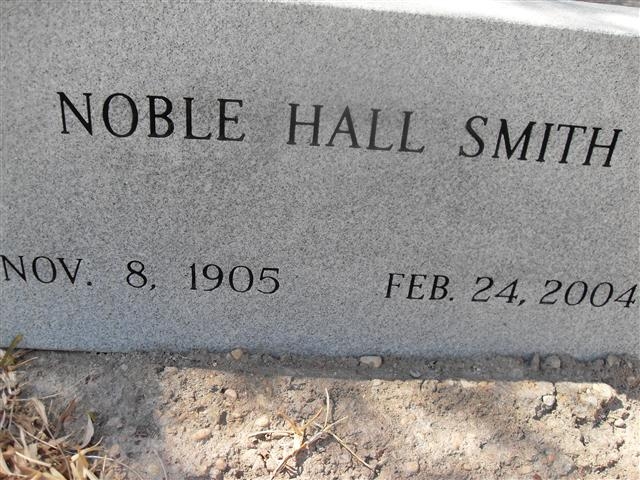 NOBLE HALL SMITH
NOV. 8, 1905 FEB. 24, 2004